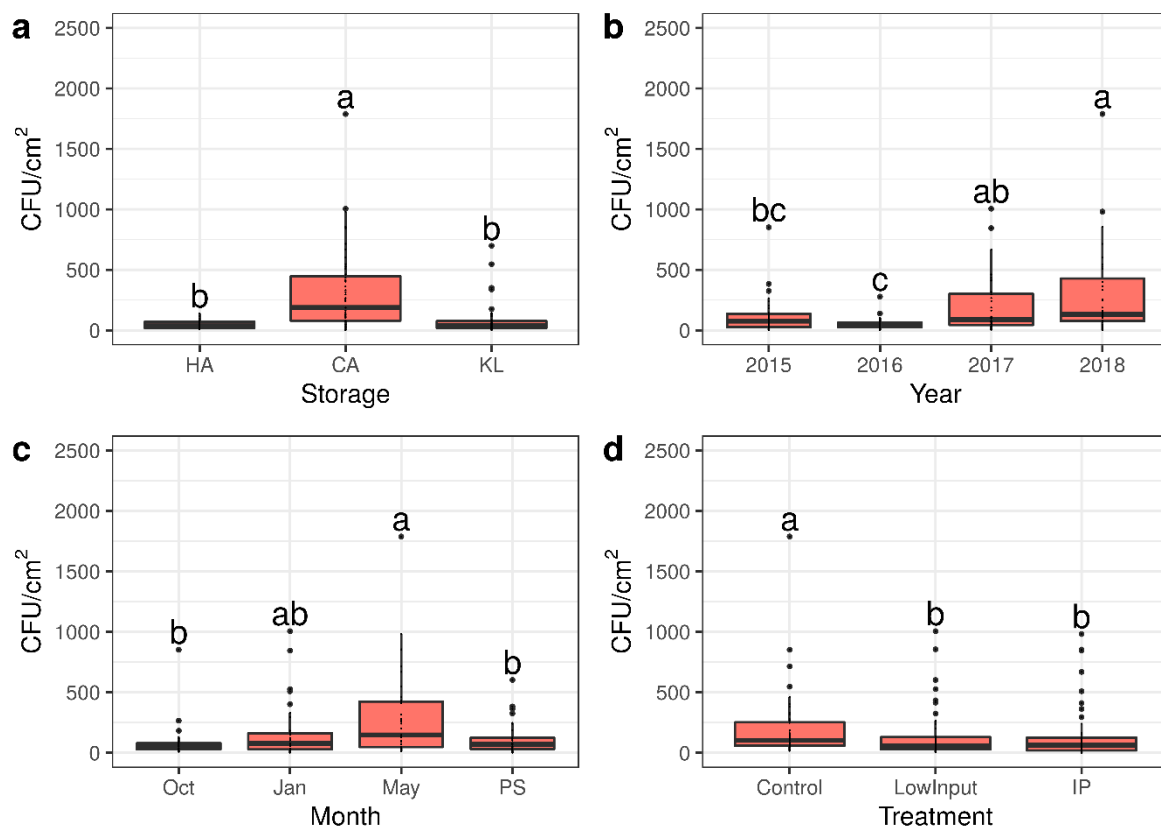 a
CFU/cm²
2500
2000
1500
1000
500
0
b
a
b
HA CA KL
Storage
b
CFU/cm²
2500
2000
1500
1000
500
0
bc
c
ab
a
2015 2016 2017 2018
Year
c
CFU/cm²
2500
2000
1500
1000
500
0
b
ab
a
b
Oct Jan May PS
Month
d
CFU/cm²
2500
2000
1500
1000
500
0
a
b
b
Control LowInput IP
Treatment